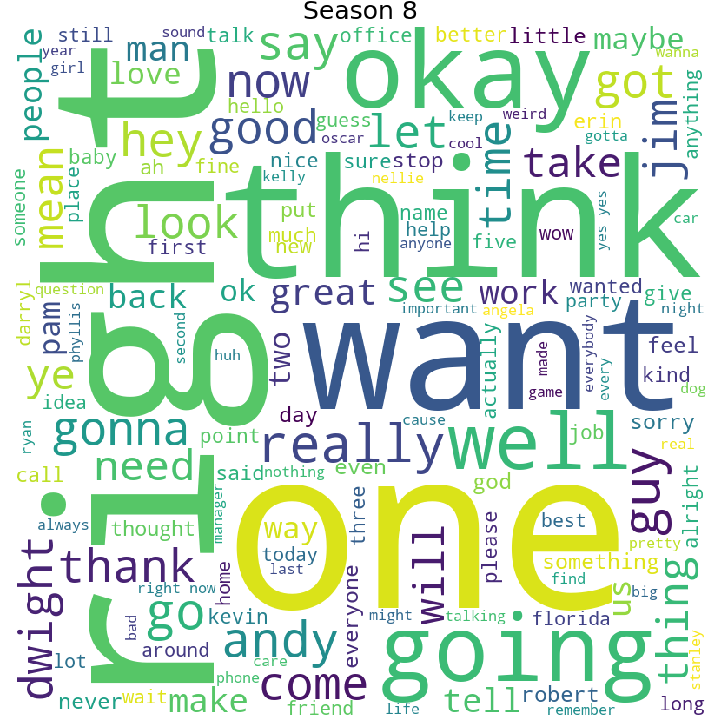 Season 8
still
sound
talk
office
better
little
maybe
year
girl
people
man
love
say
okay
now
got
wanna
hello
good
guess
let
keep
weird
erin
anything
hey
oscar
cool
gotta
jim
baby
ah
fine
nice
sure
stop
time
take
mean
place
someone
kelly
nellie
think
right
look
put
name
yes yes
first
much
new
hi
help
anyone
five
wow
car
question
back
ok
great
see
work
wanted
give
darryl
pam
phyllis
second
huh
two
important
angela
party
night
want
actually
made
game
everybody
every
feel
kind
dog
ye
idea
day
cause
sorry
ryan
gonna
point
really
well
job
real
call
need
said
nothing
even
god
guy
alright
pretty
always
thought
manager
way
three
one
best
dwight
thank
today
last
will
please
something
find
right now
home
everyone
might
talking
florida
us
big
thing
lot
bad
go
kevin
around
andy
care
come
going
stanley
never
wait
make
phone
friend
life
tell
robert
remember
long